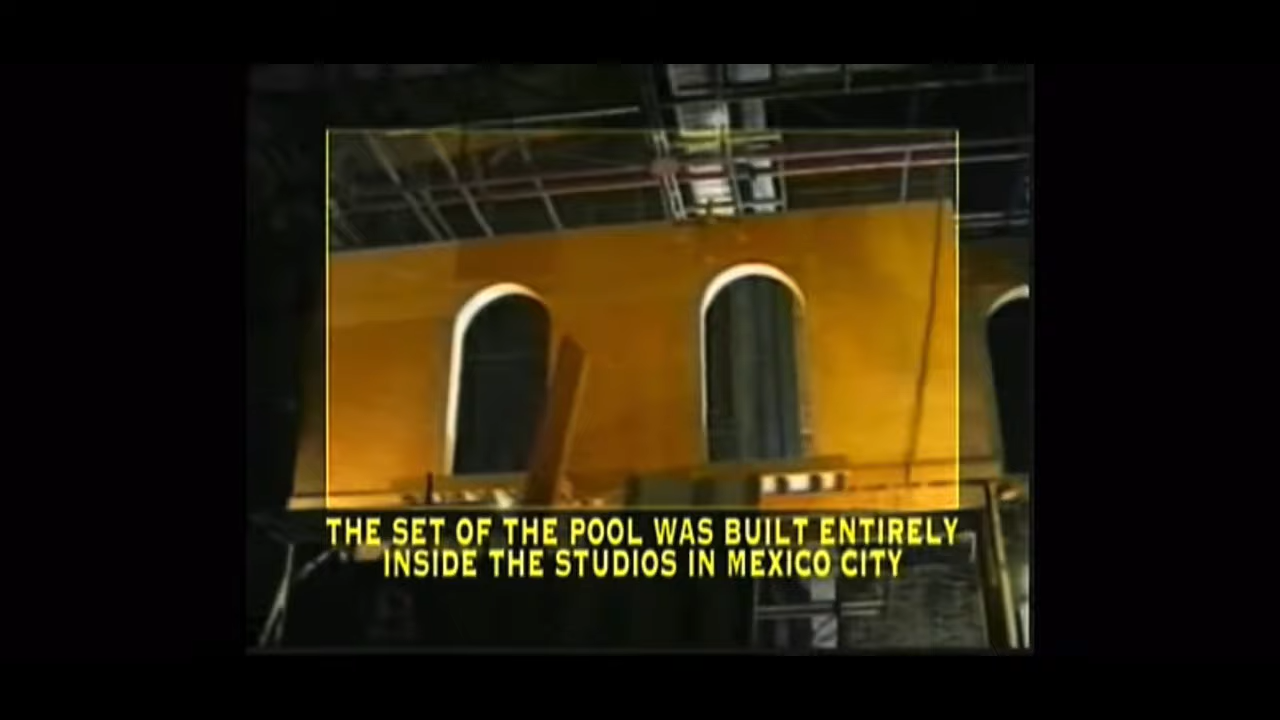 THE SET OF THE POOL WAS BUILT ENTIRELY
INSIDE THE STUDIOS IN MEXICO CITY